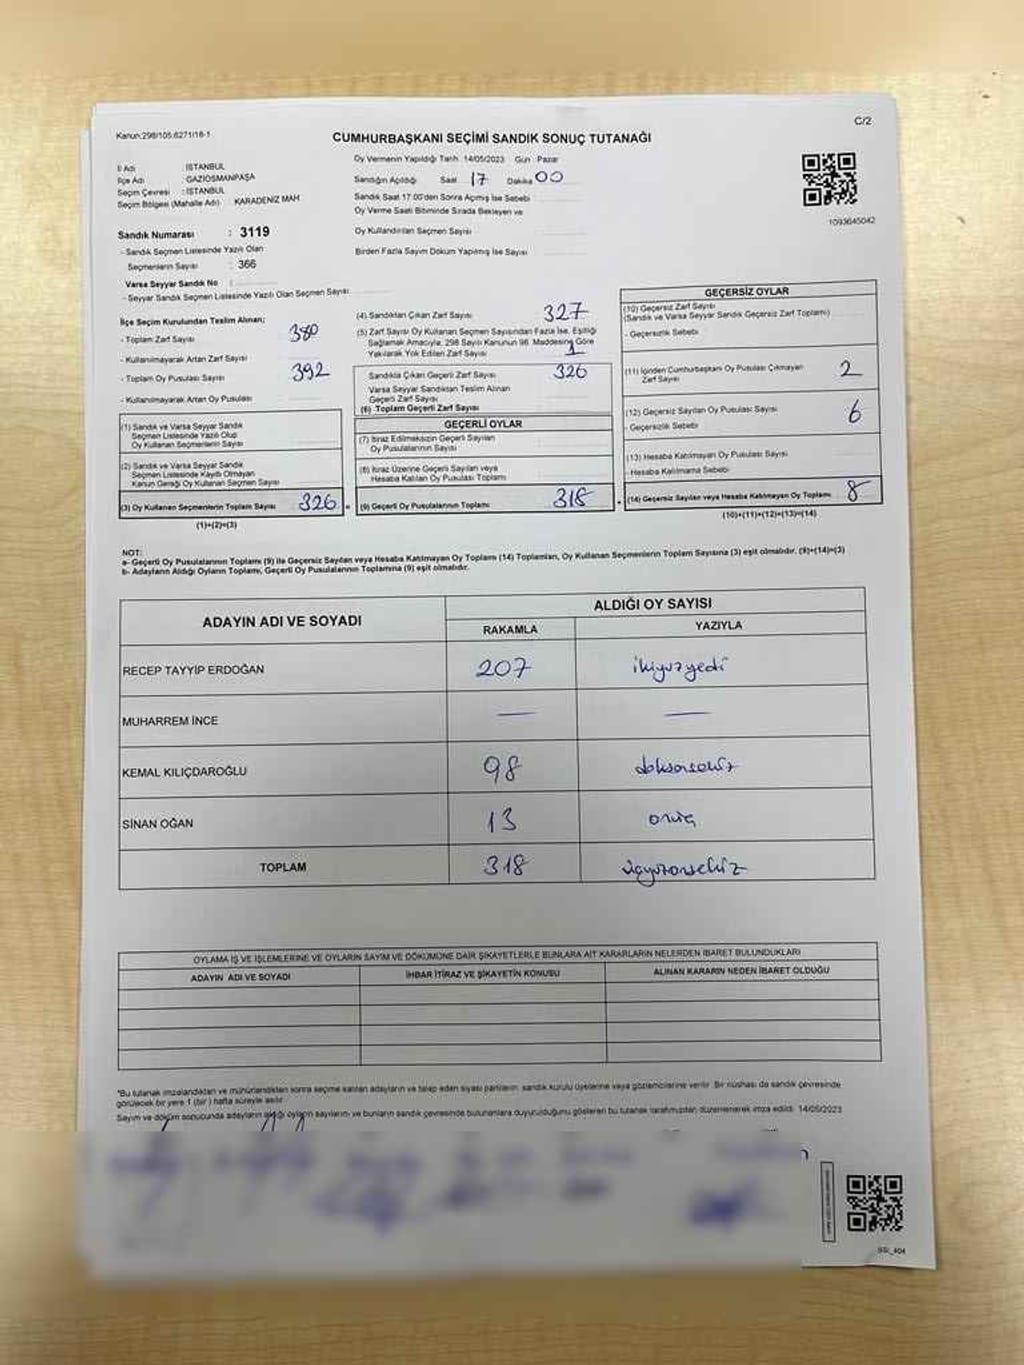 Kanun:298/105:6271/18-1
C/2
CUMHURBAŞKANI SEÇİMİ SANDIK SONUÇ TUTANAĞI
İl Adı : İSTANBUL
İlçe Adı : GAZİOSMANPAŞA
Seçim Çevresi : İSTANBUL
Seçim Bölgesi (Mahalle Adı) : KARADENİZ MAH
Sandık Numarası : 3119
- Sandık Seçmen Listesinde Yazılı Olan
Seçmenlerin Sayısı : 366
Varsa Seyyar Sandık No :
- Seyyar Sandık Seçmen Listesinde Yazılı Olan Seçmen Sayısı:
Oy Vermenin Yapıldığı Tarih: 14/05/2023 Gün : Pazar
Sandığın Açıldığı Saat 17 Dakika 00
Sandık Saat 17:00'den Sonra Açılmış İse Sebebi
Oy Verme Saati Bitiminde Sırada Bekleyen ve
Oy Kullandırılan Seçmen Sayısı
Birden Fazla Sayım Döküm Yapılmış İse Sayısı
1093645042
İlçe Seçim Kurulundan Teslim Alınan;
- Toplam Zarf Sayısı 380
- Kullanılmayarak Artan Zarf Sayısı
- Toplam Oy Pusulası Sayısı 392
- Kullanılmayarak Artan Oy Pusulası
(1) Sandık ve Varsa Seyyar Sandık
Seçmen Listesinde Yazılı Olup
Oy Kullanan Seçmenlerin Sayısı
(2) Sandık ve Varsa Seyyar Sandık
Seçmen Listesinde Kayıtlı Olmayan
Kanun Gereği Oy Kullanan Seçmen Sayısı
(3) Oy Kullanan Seçmenlerin Toplam Sayısı 326 =
(1)+(2)=(3)
(4) Sandıktan Çıkan Zarf Sayısı 327
(5) Zarf Sayısı Oy Kullanan Seçmen Sayısından Fazla İse, Eşitliği
Sağlamak Amacıyla, 298 Sayılı Kanunun 98. Maddesine Göre
Yakılarak Yok Edilen Zarf Sayısı 1
Sandıkta Çıkan Geçerli Zarf Sayısı 326
Varsa Seyyar Sandıktan Teslim Alınan
Geçerli Zarf Sayısı
(6) Toplam Geçerli Zarf Sayısı
GEÇERLİ OYLAR
(7) İtiraz Edilmeksizin Geçerli Sayılan
Oy Pusulalarının Sayısı
(8) İtiraz Üzerine Geçerli Sayılan veya
Hesaba Katılan Oy Pusulası Toplamı
(9) Geçerli Oy Pusulalarının Toplamı 318 +
GEÇERSİZ OYLAR
(10) Geçersiz Zarf Sayısı
(Sandık ve Varsa Seyyar Sandık Geçersiz Zarf Toplamı)
- Geçersizlik Sebebi
(11) İçinden Cumhurbaşkanı Oy Pusulası Çıkmayan
Zarf Sayısı 2
(12) Geçersiz Sayılan Oy Pusulası Sayısı 6
- Geçersizlik Sebebi
(13) Hesaba Katılmayan Oy Pusulası Sayısı
- Hesaba Katılmama Sebebi
(14) Geçersiz Sayılan veya Hesaba Katılmayan Oy Toplamı 8
(10)+(11)+(12)+(13)=(14)
NOT:
a- Geçerli Oy Pusulalarının Toplamı (9) ile Geçersiz Sayılan veya Hesaba Katılmayan Oy Toplamı (14) Toplamları, Oy Kullanan Seçmenlerin Toplam Sayısına (3) eşit olmalıdır. (9)+(14)=(3)
b- Adayların Aldığı Oyların Toplamı, Geçerli Oy Pusulalarının Toplamına (9) eşit olmalıdır.
ADAYIN ADI VE SOYADI
ALDIĞI OY SAYISI
RAKAMLA YAZIYLA
RECEP TAYYİP ERDOĞAN 207 ikiyüzyedi
MUHARREM İNCE — —
KEMAL KILIÇDAROĞLU 98 doksansekiz
SİNAN OĞAN 13 onüç
TOPLAM 318 üçyüzonsekiz
OYLAMA İŞ VE İŞLEMLERİNE VE OYLARIN SAYIM VE DÖKÜMÜNE DAİR ŞİKAYETLERLE BUNLARA AİT KARARLARIN NELERDEN İBARET BULUNDUKLARI
ADAYIN ADI VE SOYADI İHBAR İTİRAZ VE ŞİKAYETİN KONUSU ALINAN KARARIN NEDEN İBARET OLDUĞU
*Bu tutanak imzalandıktan ve mühürlendikten sonra seçime katılan adayların ve talep eden siyasi partilerin sandık kurulu üyelerine veya gözlemcilerine verilir. Bir nüshası da sandık çevresinde
görülecek bir yere 1 (bir) hafta süreyle asılır.
Sayım ve döküm sonucunda adayların aldığı oyların sayılarını ve bunların sandık çevresinde bulunanlara duyurulduğunu gösteren bu tutanak tarafımızdan düzenlenerek imza edildi. 14/05/2023
SSİ_404